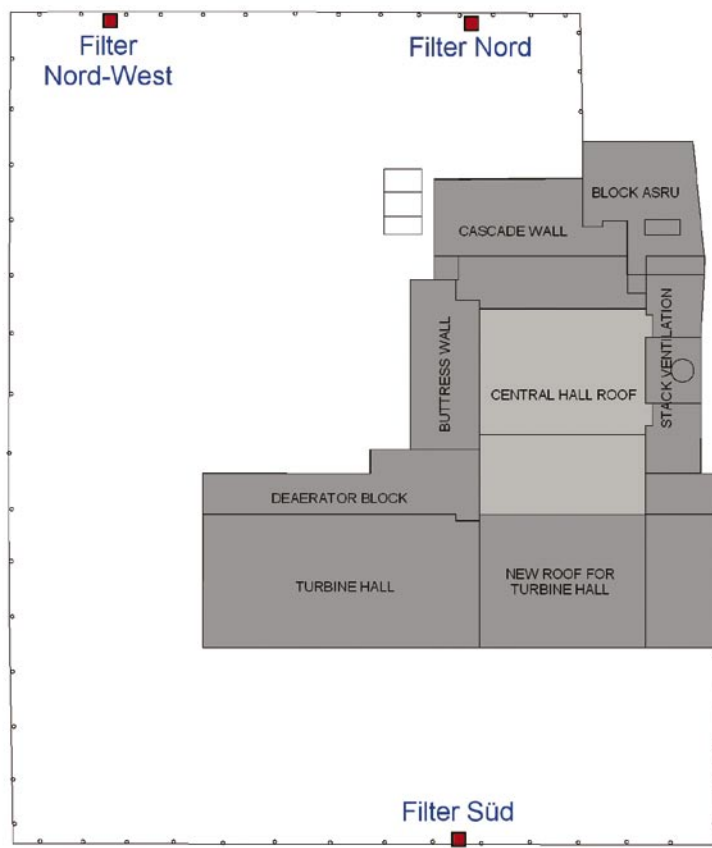 Filter
Nord-West
Filter Nord
BLOCK ASRU
CASCADE WALL
BUTTRESS WALL
STACK VENTILATION
CENTRAL HALL ROOF
DEAERATOR BLOCK
TURBINE HALL
NEW ROOF FOR
TURBINE HALL
Filter Süd